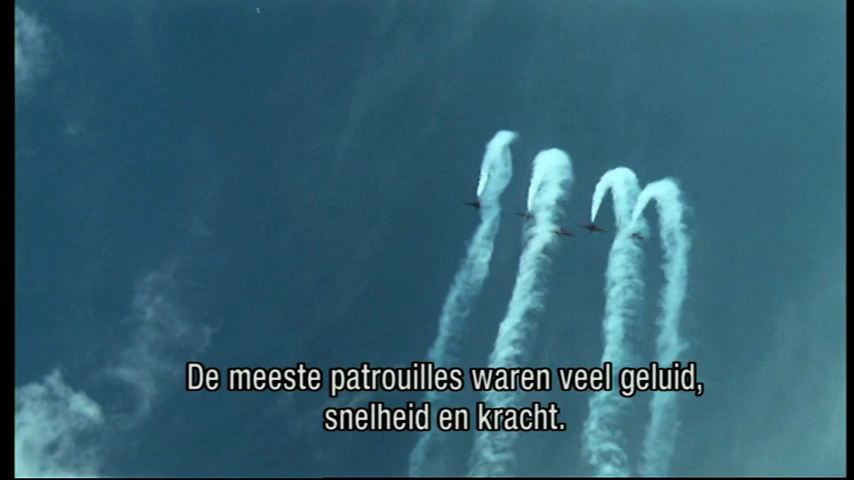 De meeste patrouilles waren veel geluid,
snelheid en kracht.